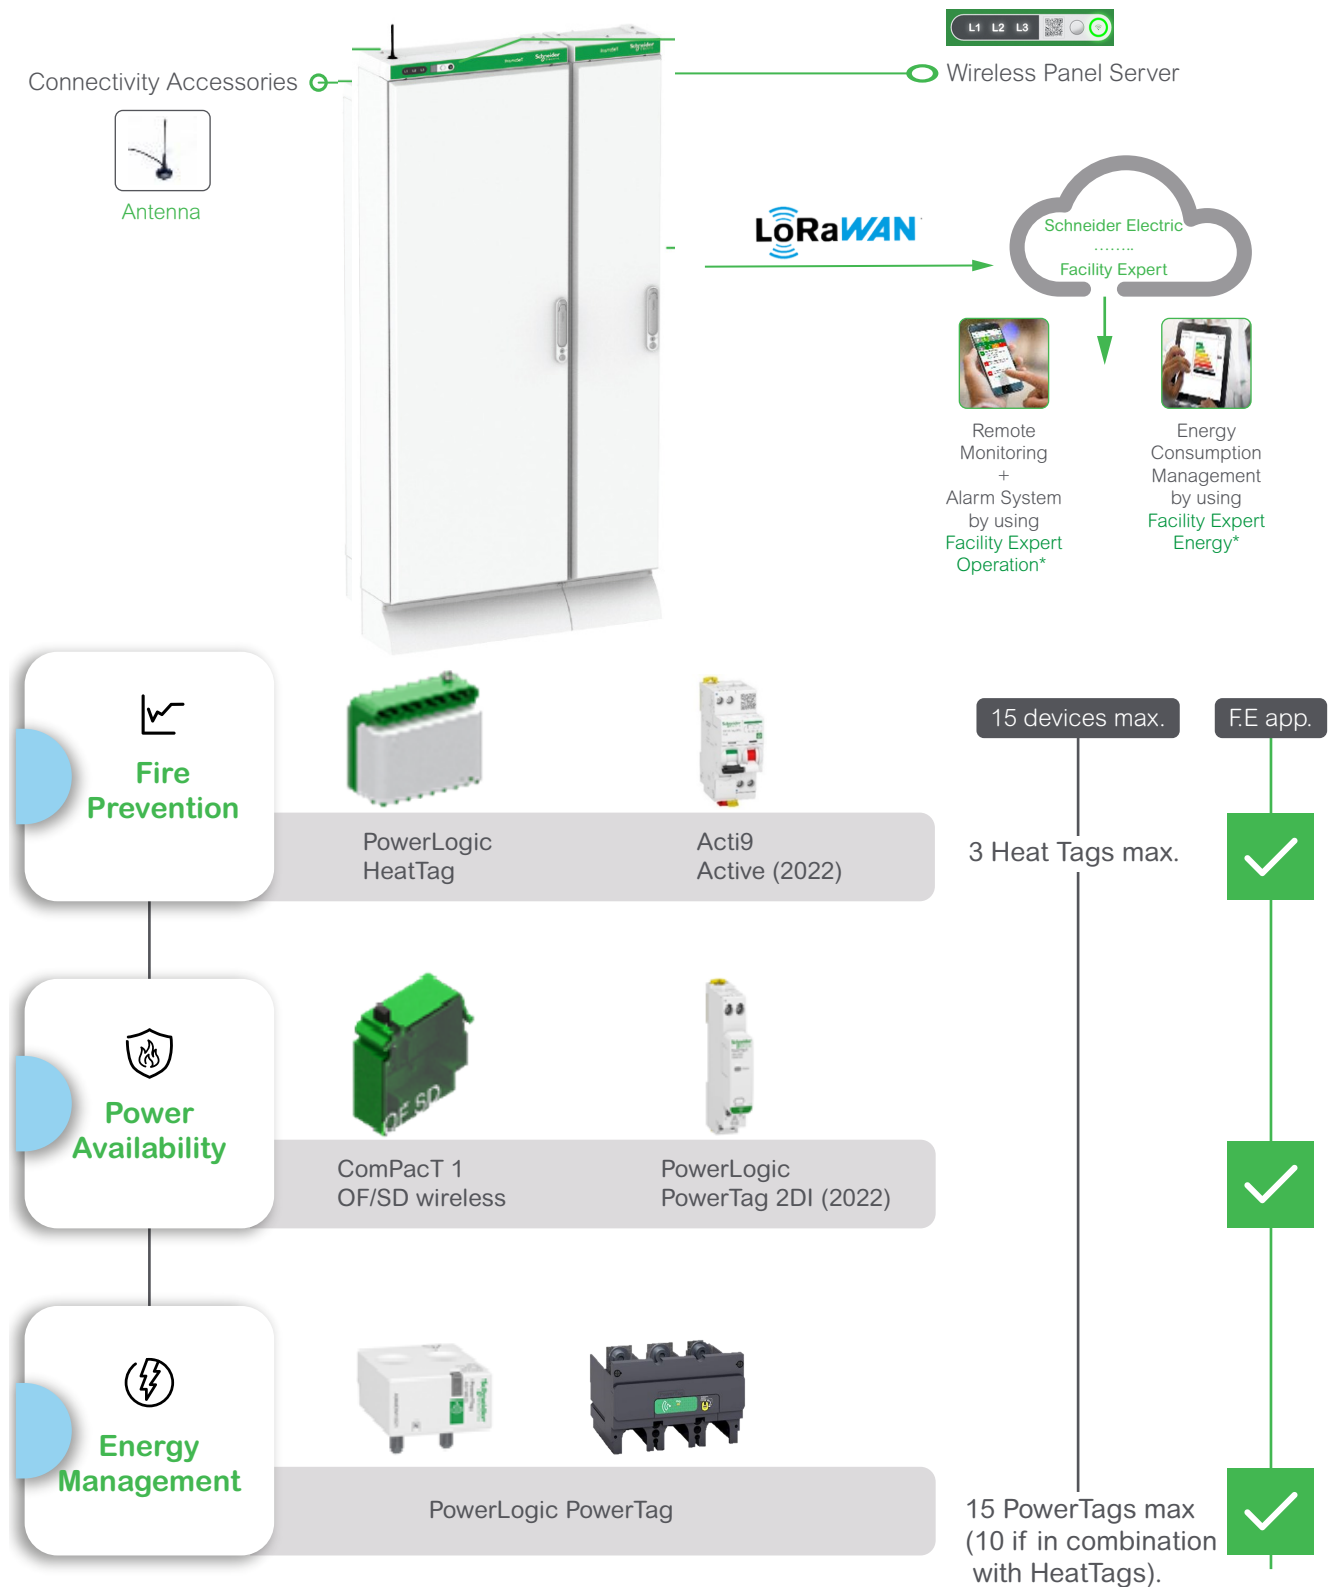 L1 L2 L3
Connectivity Accessories
Wireless Panel Server
Antenna
LoRaWAN
Schneider Electric
........
Facility Expert
Remote
Monitoring
+
Alarm System
by using
Facility Expert
Operation*
Energy
Consumption
Management
by using
Facility Expert
Energy*
Fire
Prevention
PowerLogic
HeatTag
Acti9
Active (2022)
15 devices max.
F.E app.
3 Heat Tags max.
Power
Availability
OF SD
ComPacT 1
OF/SD wireless
PowerLogic
PowerTag 2DI (2022)
Energy
Management
PowerLogic PowerTag
15 PowerTags max
(10 if in combination
with HeatTags).